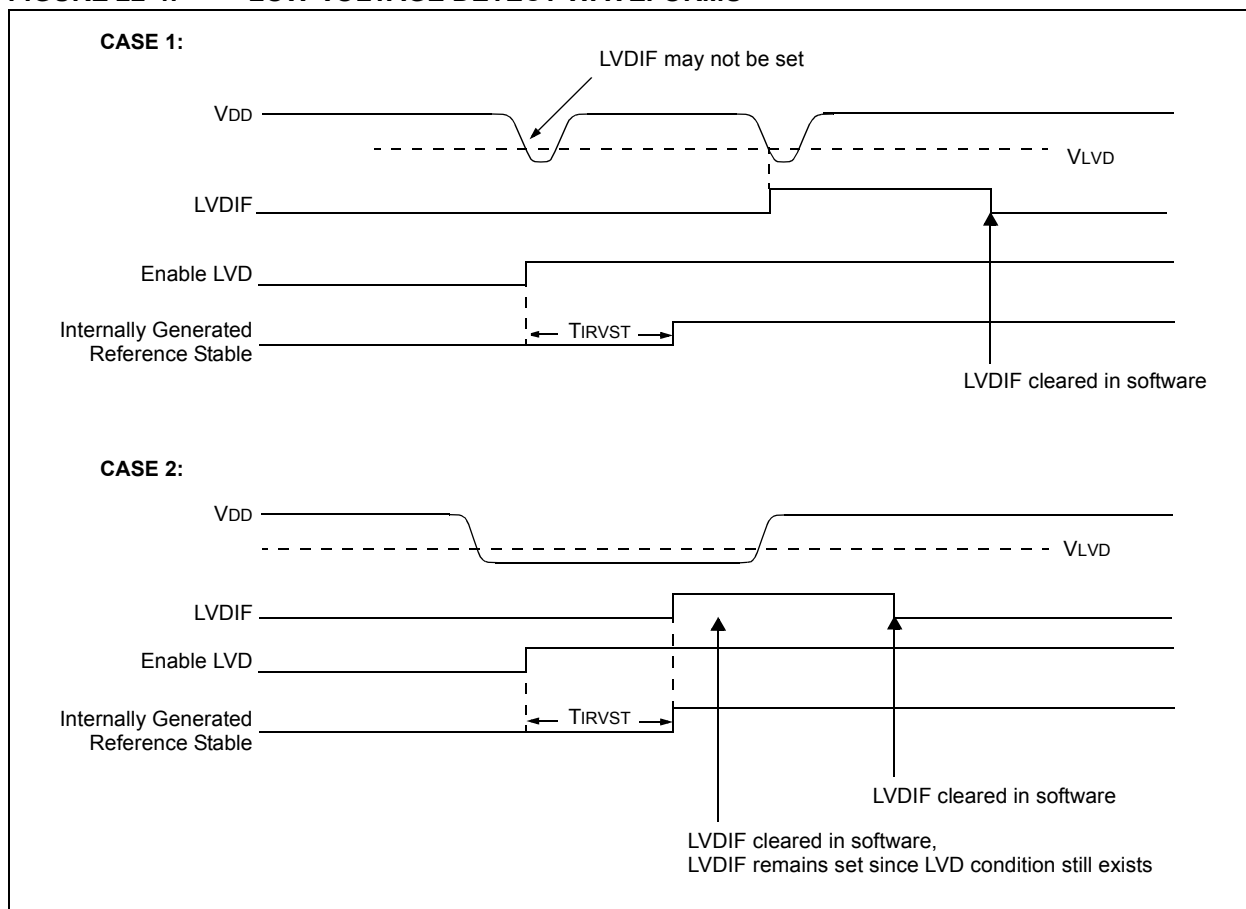 CASE 1:
LVDIF may not be set
VDD
VLVD
LVDIF
Enable LVD
TIRVST
Internally Generated
Reference Stable
LVDIF cleared in software
CASE 2:
VDD
VLVD
LVDIF
Enable LVD
TIRVST
Internally Generated
Reference Stable
LVDIF cleared in software
LVDIF cleared in software,
LVDIF remains set since LVD condition still exists